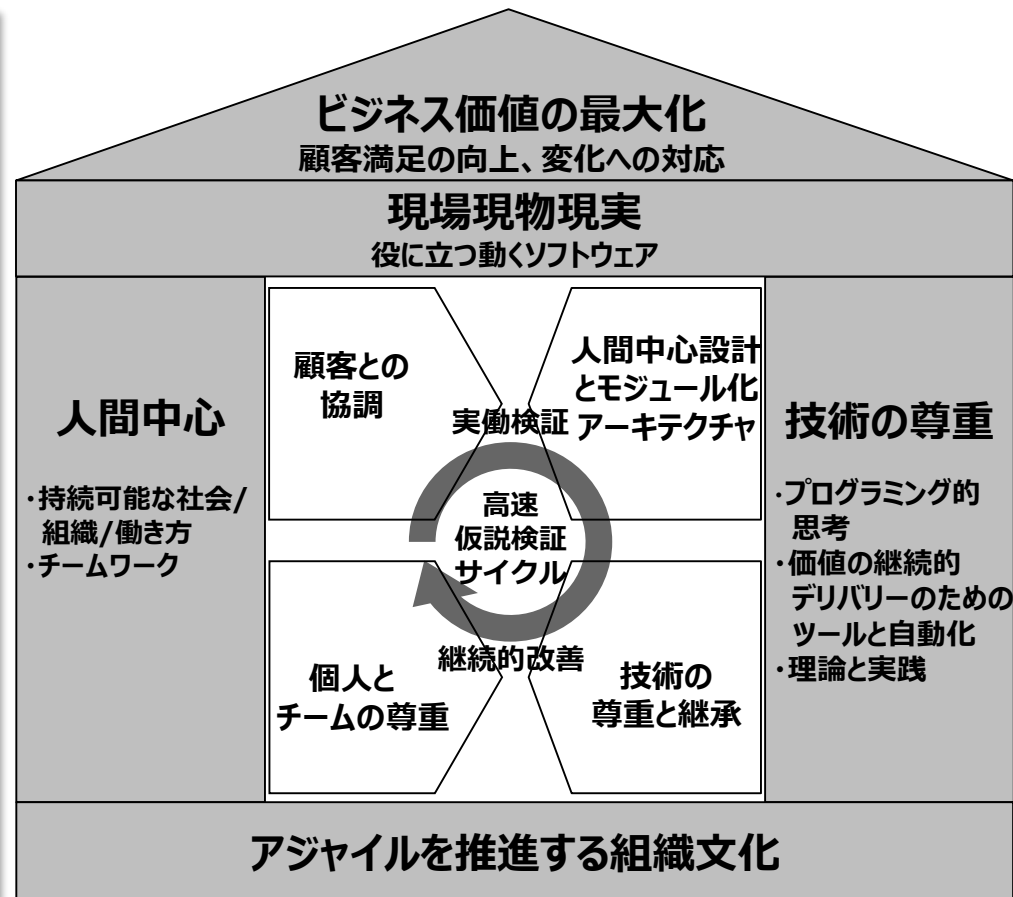 ビジネス価値の最大化
顧客満足の向上、変化への対応
現場現物現実
役に立つ動くソフトウェア
人間中心
・持続可能な社会/
組織/働き方
・チームワーク
顧客との
協調
人間中心設計
とモジュール化
アーキテクチャ
実働検証
高速
仮説検証
サイクル
継続的改善
個人と
チームの尊重
技術の
尊重と継承
技術の尊重
・プログラミング的
思考
・価値の継続的
デリバリーのための
ツールと自動化
・理論と実践
アジャイルを推進する組織文化